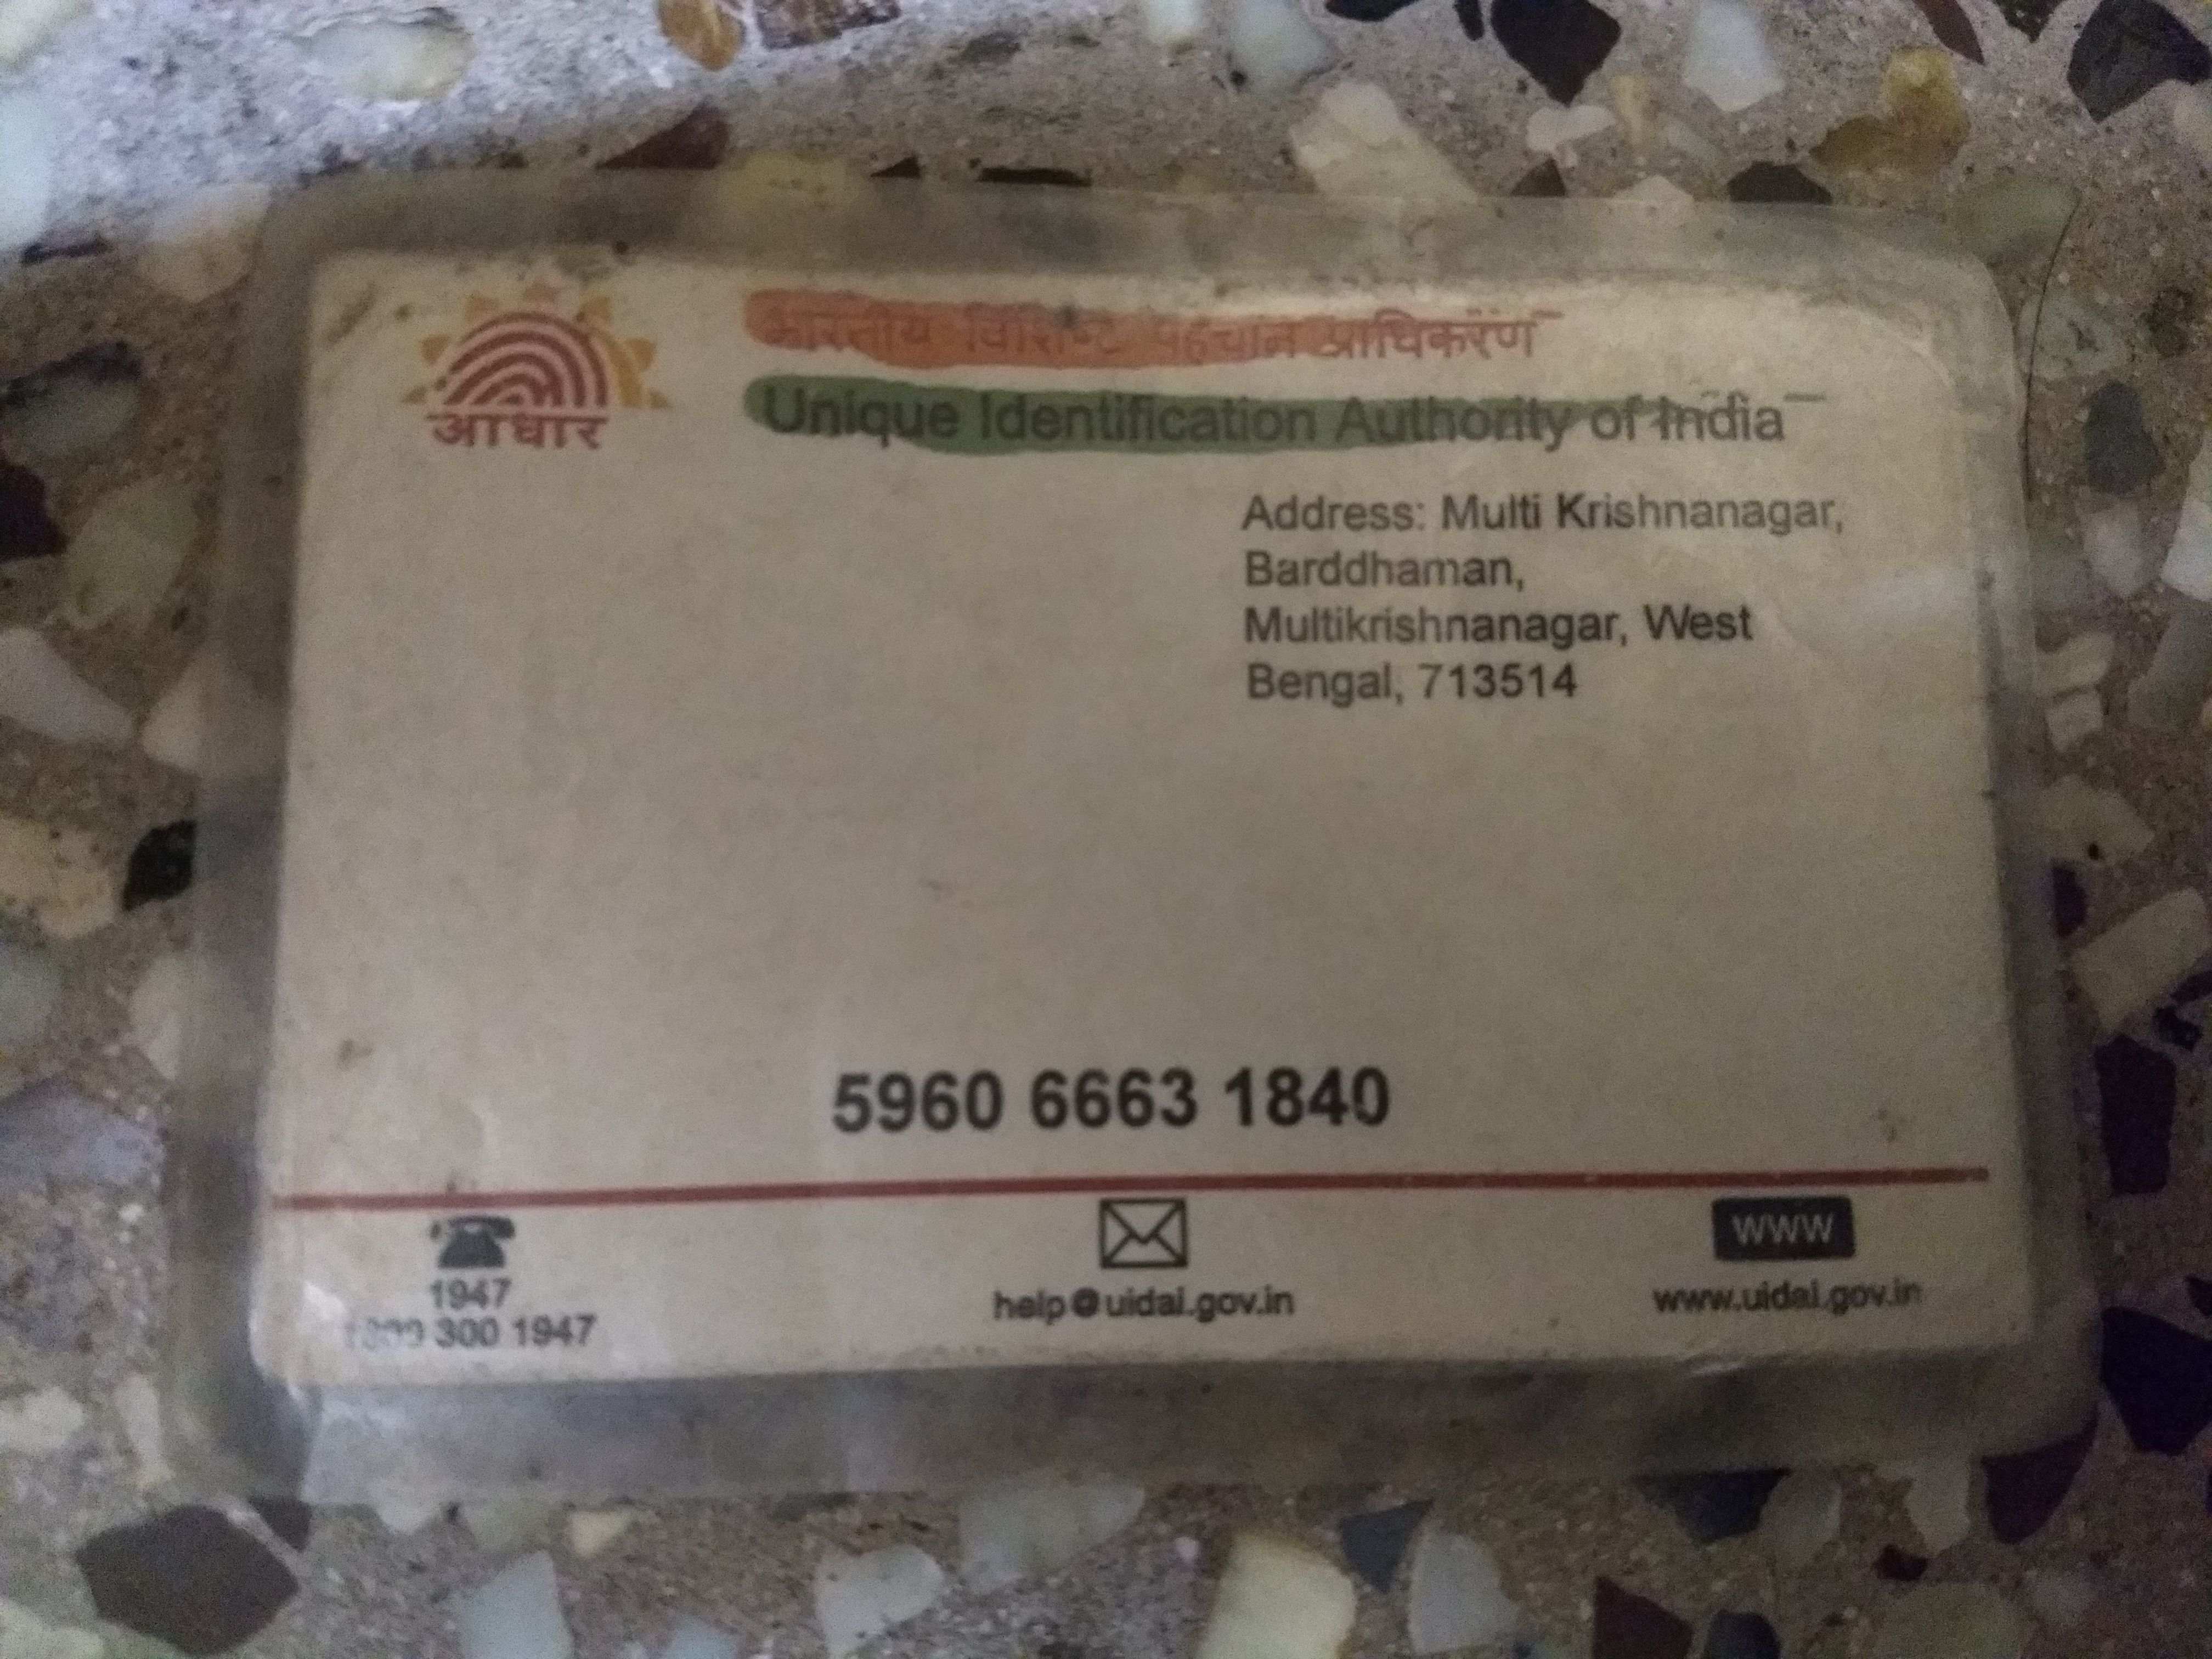 आधार
भारतीय विशिष्ट पहचान प्राधिकरण
Unique Identification Authority of India
Address: Multi Krishnanagar,
Barddhaman,
Multikrishnanagar, West
Bengal, 713514
5960 6663 1840
1947
300 1947
help@uidai.gov.in
WWW
www.uidai.gov.in